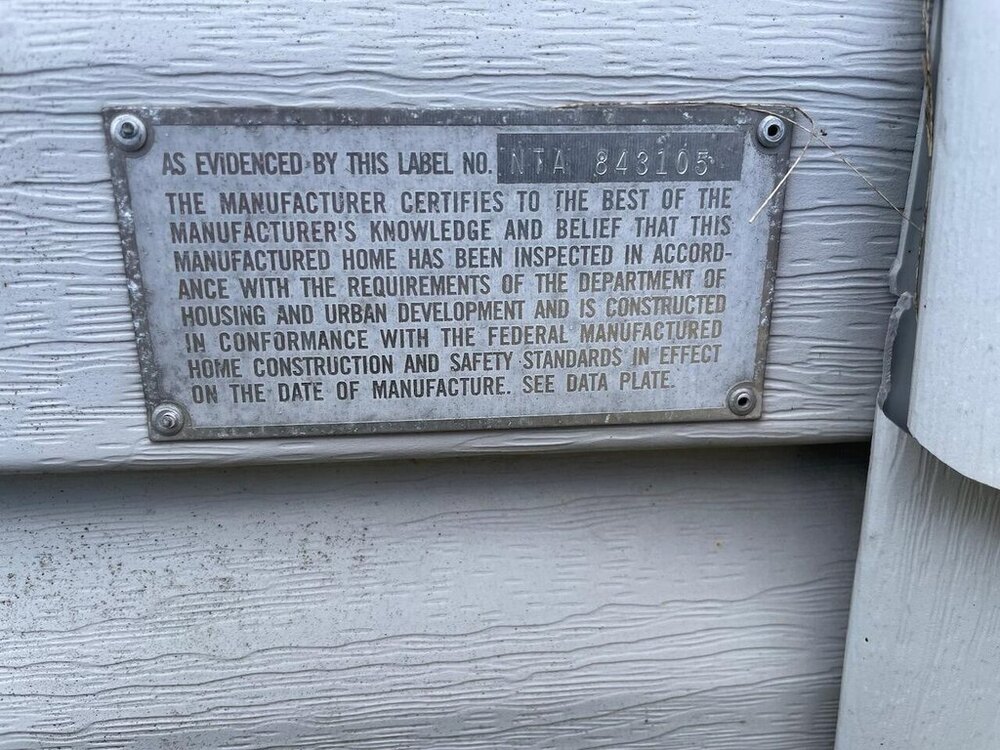 AS EVIDENCED BY THIS LABEL NO. NTA 843105
THE MANUFACTURER CERTIFIES TO THE BEST OF THE
MANUFACTURER'S KNOWLEDGE AND BELIEF THAT THIS
MANUFACTURED HOME HAS BEEN INSPECTED IN ACCORD-
ANCE WITH THE REQUIREMENTS OF THE DEPARTMENT OF
HOUSING AND URBAN DEVELOPMENT AND IS CONSTRUCTED
IN CONFORMANCE WITH THE FEDERAL MANUFACTURED
HOME CONSTRUCTION AND SAFETY STANDARDS IN EFFECT
ON THE DATE OF MANUFACTURE. SEE DATA PLATE.